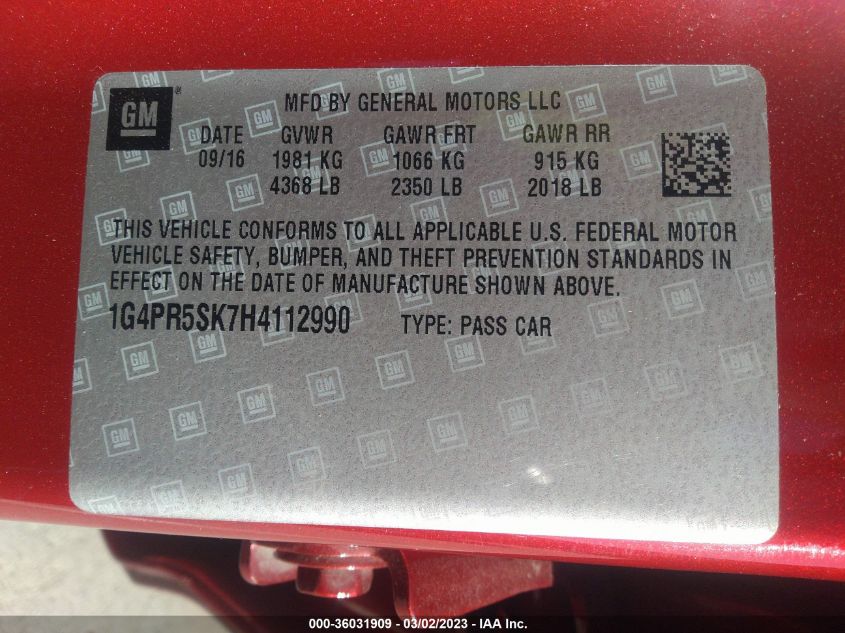 GM ®
MFD BY GENERAL MOTORS LLC
DATE GVWR GAWR FRT GAWR RR
09/16 1981 KG 1066 KG 915 KG
4368 LB 2350 LB 2018 LB
THIS VEHICLE CONFORMS TO ALL APPLICABLE U.S. FEDERAL MOTOR
VEHICLE SAFETY, BUMPER, AND THEFT PREVENTION STANDARDS IN
EFFECT ON THE DATE OF MANUFACTURE SHOWN ABOVE.
1G4PR5SK7H4112990 TYPE: PASS CAR
000-36031909 - 03/02/2023 - IAA Inc.